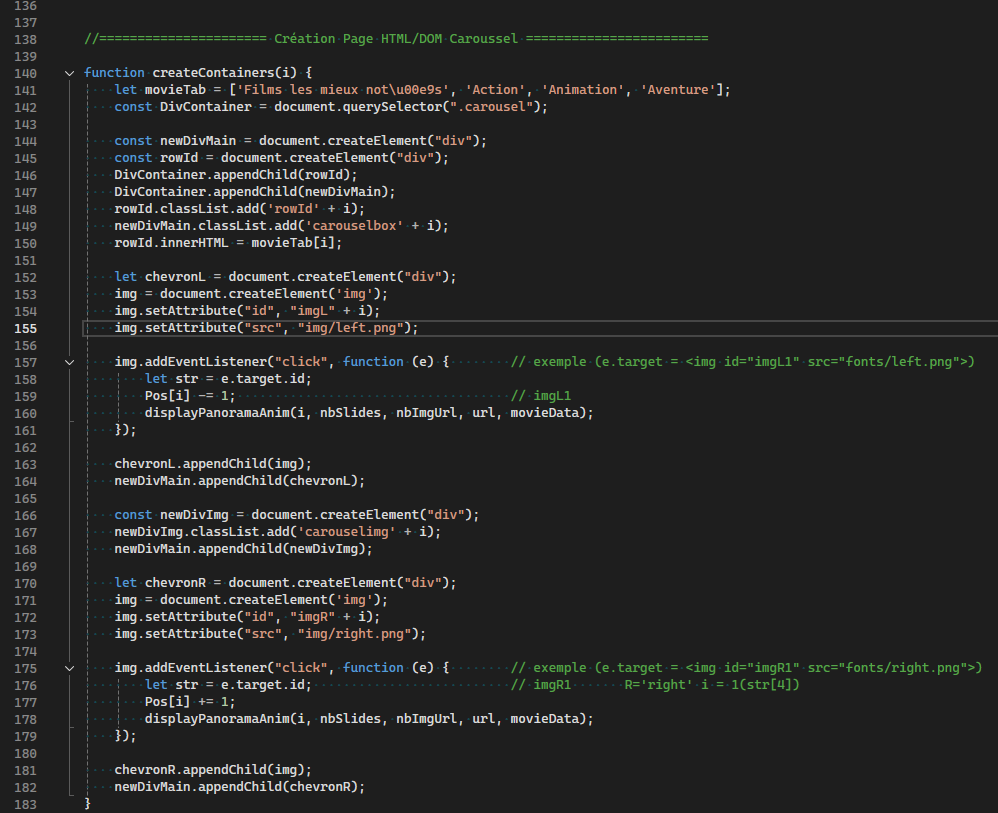 136
137
138 //====================== Création Page HTML/DOM Caroussel ========================
139
140 function createContainers(i) {
141 let movieTab = ['Films les mieux not\u00e9s', 'Action', 'Animation', 'Aventure'];
142 const DivContainer = document.querySelector(".carousel");
143
144 const newDivMain = document.createElement("div");
145 const rowId = document.createElement("div");
146 DivContainer.appendChild(rowId);
147 DivContainer.appendChild(newDivMain);
148 rowId.classList.add('rowId' + i);
149 newDivMain.classList.add('carouselbox' + i);
150 rowId.innerHTML = movieTab[i];
151
152 let chevronL = document.createElement("div");
153 img = document.createElement('img');
154 img.setAttribute("id", "imgL" + i);
155 img.setAttribute("src", "img/left.png");
156
157 img.addEventListener("click", function (e) { // exemple (e.target = <img id="imgL1" src="fonts/left.png">)
158 let str = e.target.id;
159 Pos[i] -= 1; // imgL1
160 displayPanoramaAnim(i, nbSlides, nbImgUrl, url, movieData);
161 });
162
163 chevronL.appendChild(img);
164 newDivMain.appendChild(chevronL);
165
166 const newDivImg = document.createElement("div");
167 newDivImg.classList.add('carouselimg' + i);
168 newDivMain.appendChild(newDivImg);
169
170 let chevronR = document.createElement("div");
171 img = document.createElement('img');
172 img.setAttribute("id", "imgR" + i);
173 img.setAttribute("src", "img/right.png");
174
175 img.addEventListener("click", function (e) { // exemple (e.target = <img id="imgR1" src="fonts/right.png">)
176 let str = e.target.id; // imgR1 R='right' i = 1(str[4])
177 Pos[i] += 1;
178 displayPanoramaAnim(i, nbSlides, nbImgUrl, url, movieData);
179 });
180
181 chevronR.appendChild(img);
182 newDivMain.appendChild(chevronR);
183 }